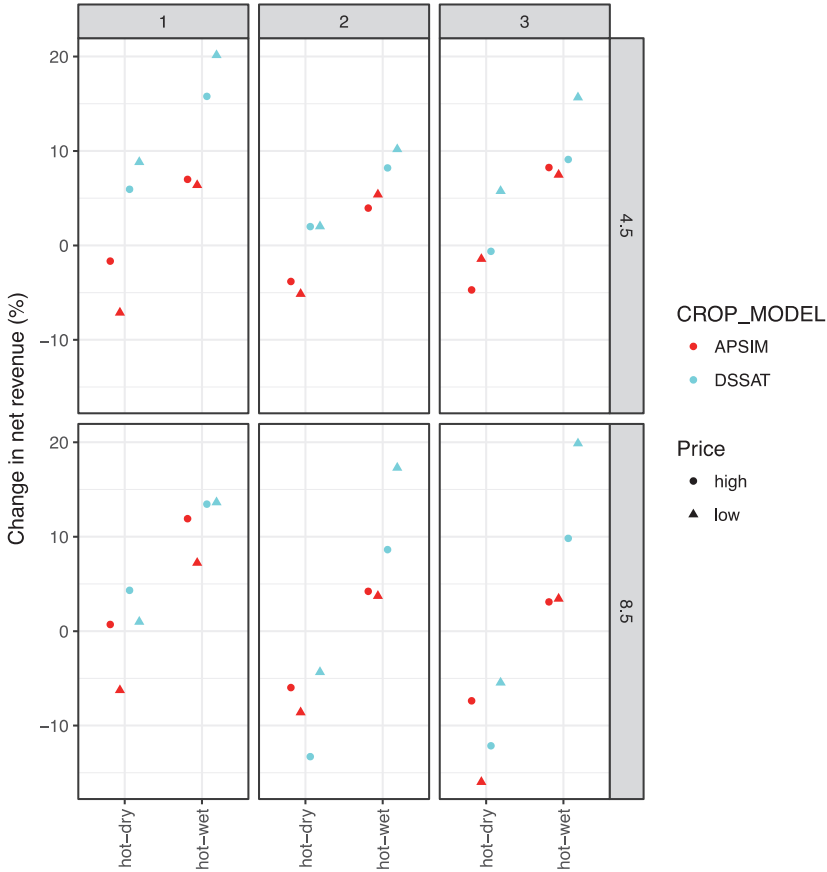 1
2
3
20
10
0
−10
4.5
20
10
0
−10
8.5
Change in net revenue (%)
hot−dry
hot−wet
hot−dry
hot−wet
hot−dry
hot−wet
CROP_MODEL
APSIM
DSSAT
Price
high
low